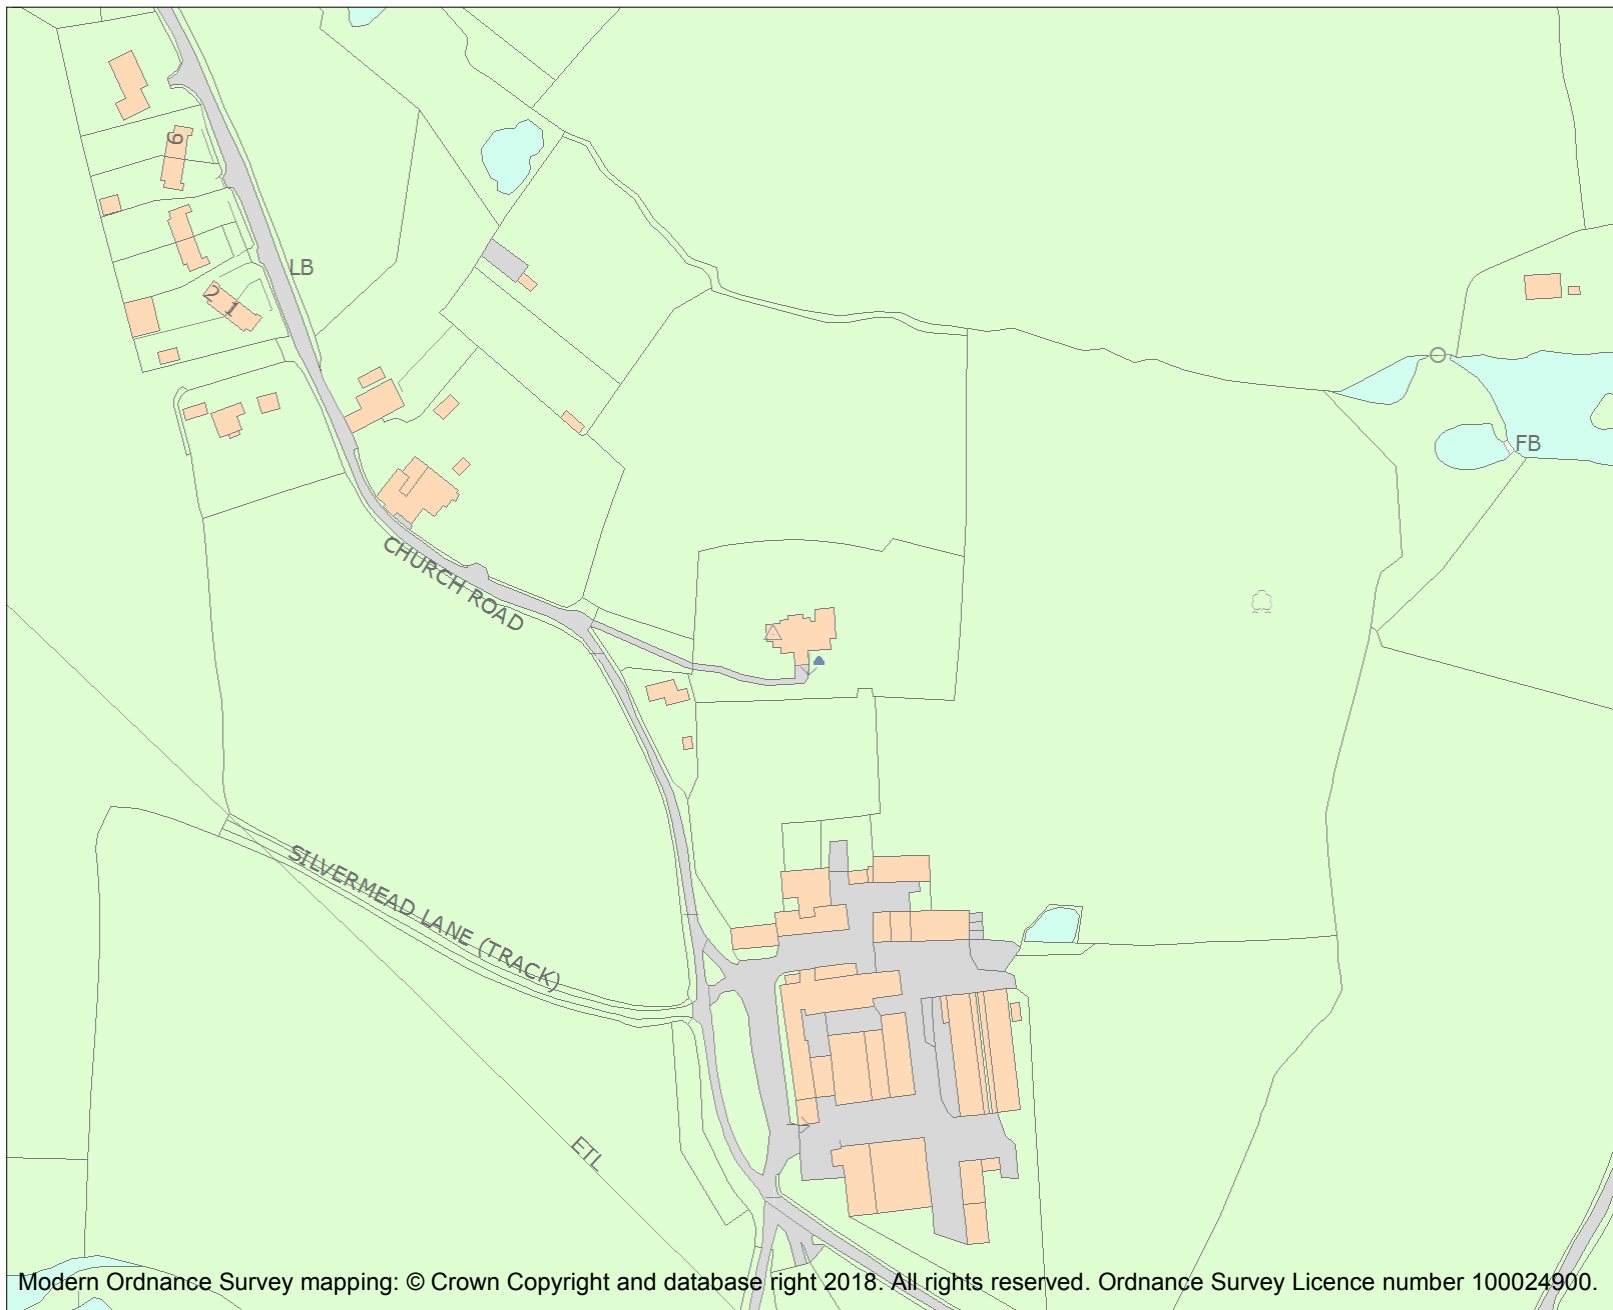 6
LB
2 1
FB
CHURCH ROAD
SILVERMEAD LANE (TRACK)
ETL
Modern Ordnance Survey mapping: © Crown Copyright and database right 2018. All rights reserved. Ordnance Survey Licence number 100024900.